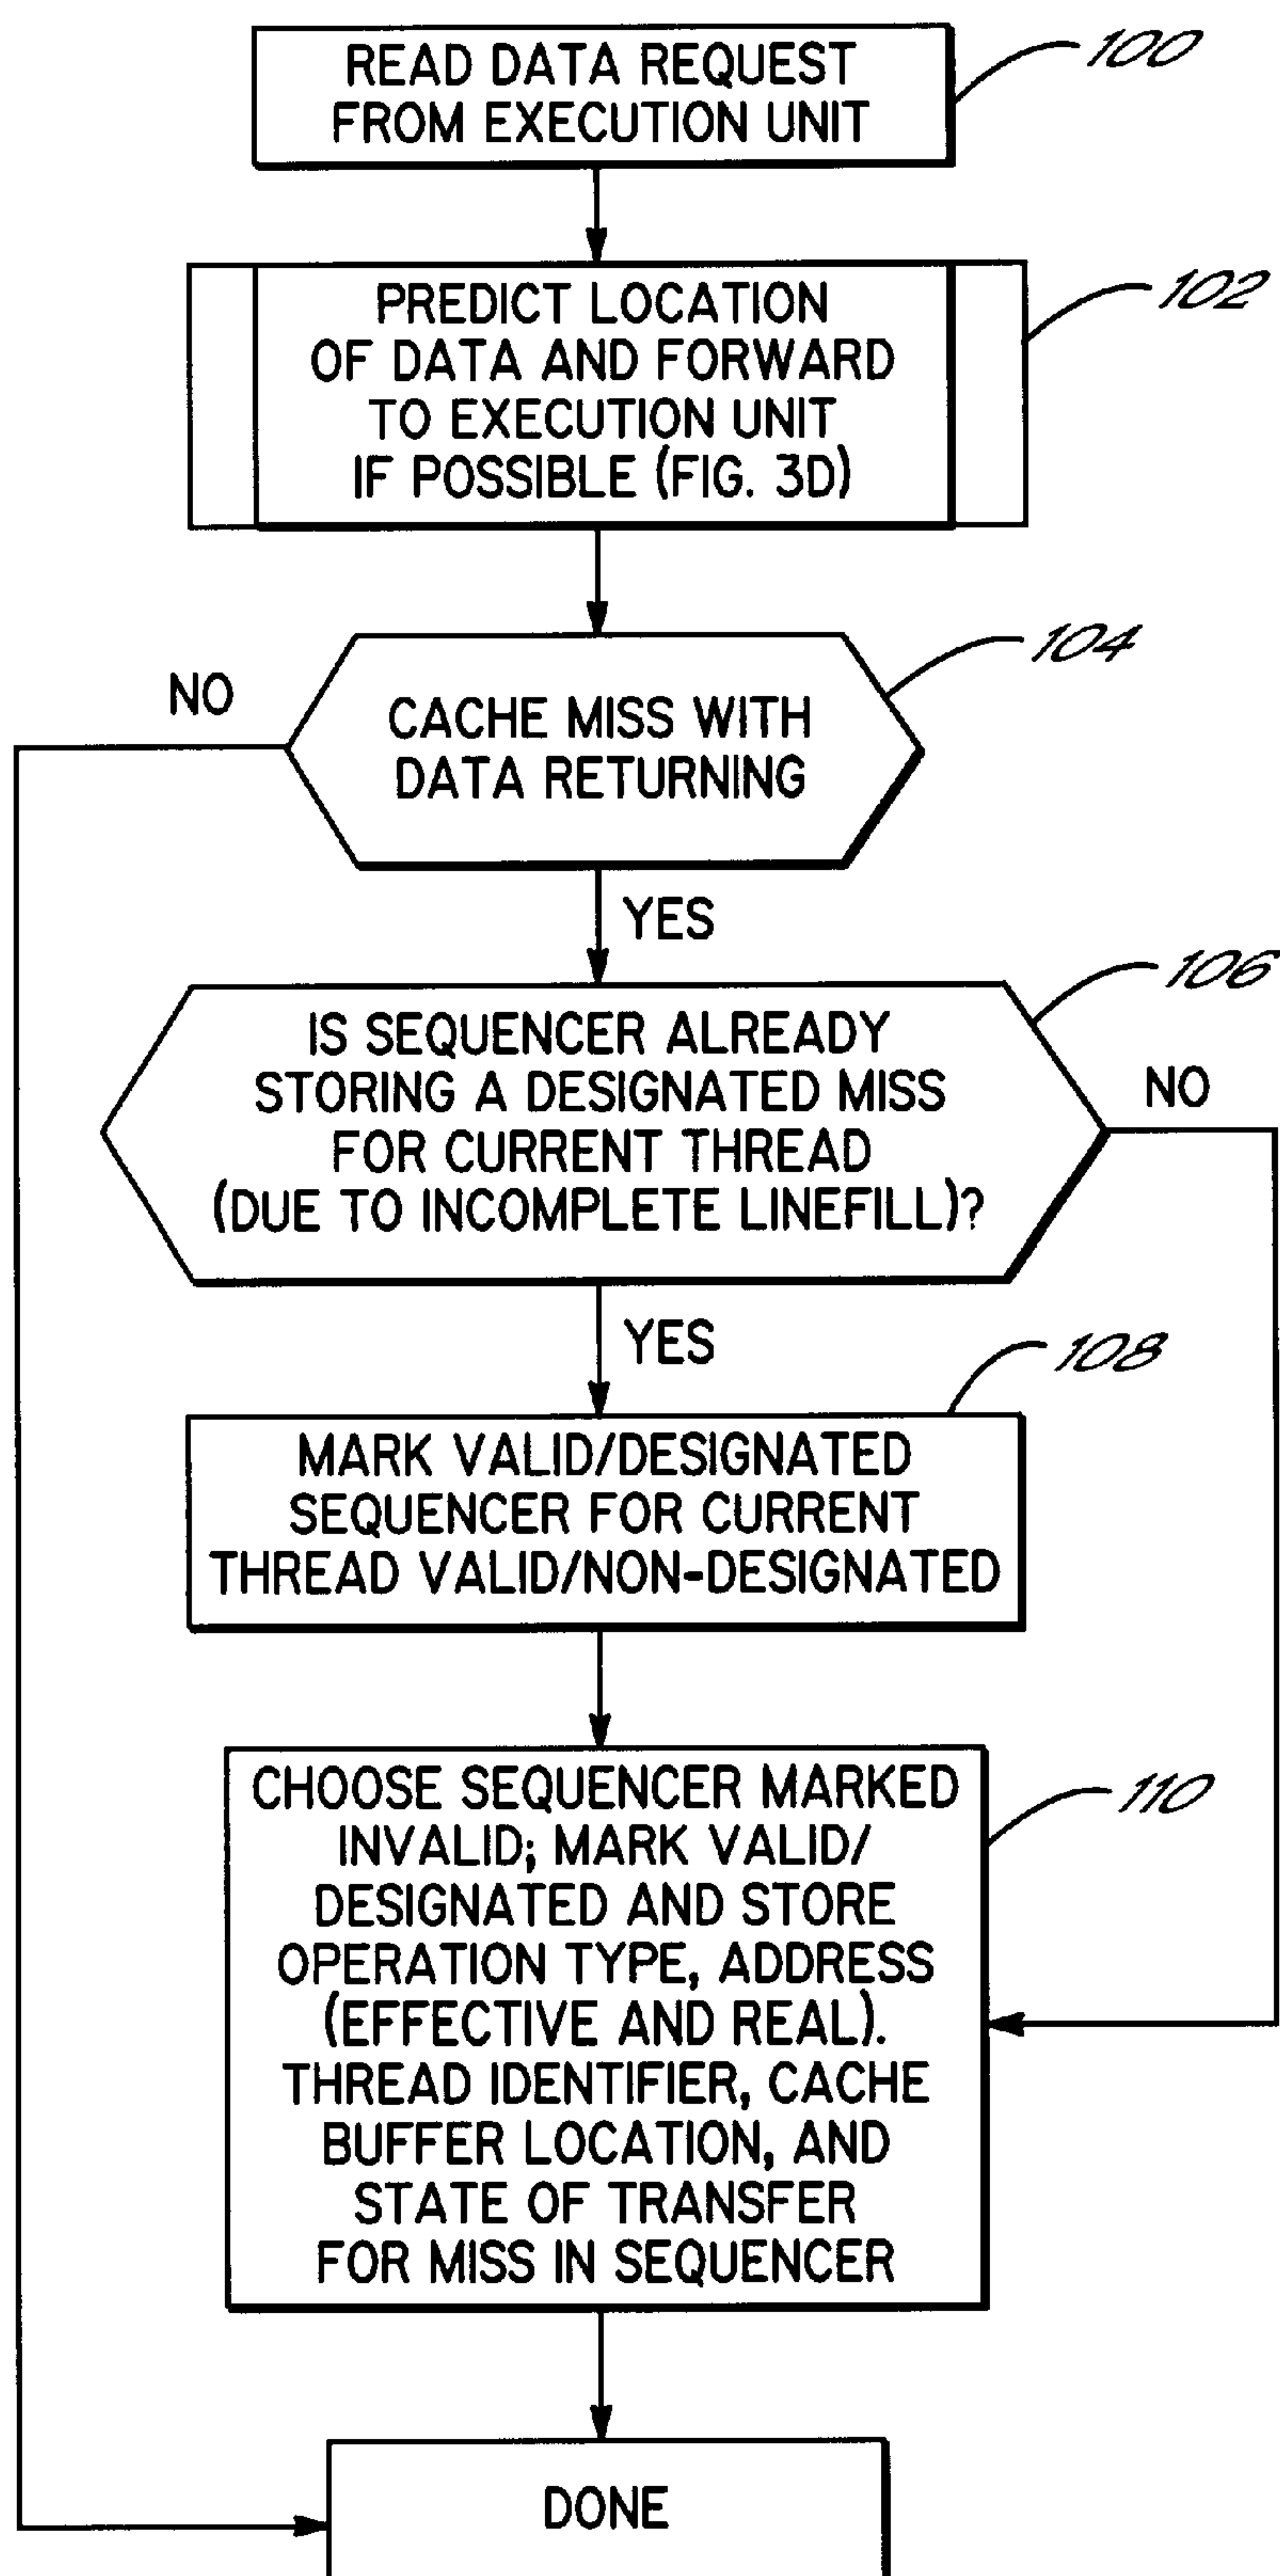 READ DATA REQUEST
FROM EXECUTION UNIT
100
PREDICT LOCATION
OF DATA AND FORWARD
TO EXECUTION UNIT
IF POSSIBLE (FIG. 3D)
102
CACHE MISS WITH
DATA RETURNING
104
NO
YES
IS SEQUENCER ALREADY
STORING A DESIGNATED MISS
FOR CURRENT THREAD
(DUE TO INCOMPLETE LINEFILL)?
106
NO
YES
MARK VALID/DESIGNATED
SEQUENCER FOR CURRENT
THREAD VALID/NON-DESIGNATED
108
CHOOSE SEQUENCER MARKED
INVALID; MARK VALID/
DESIGNATED AND STORE
OPERATION TYPE, ADDRESS
(EFFECTIVE AND REAL).
THREAD IDENTIFIER, CACHE
BUFFER LOCATION, AND
STATE OF TRANSFER
FOR MISS IN SEQUENCER
110
DONE